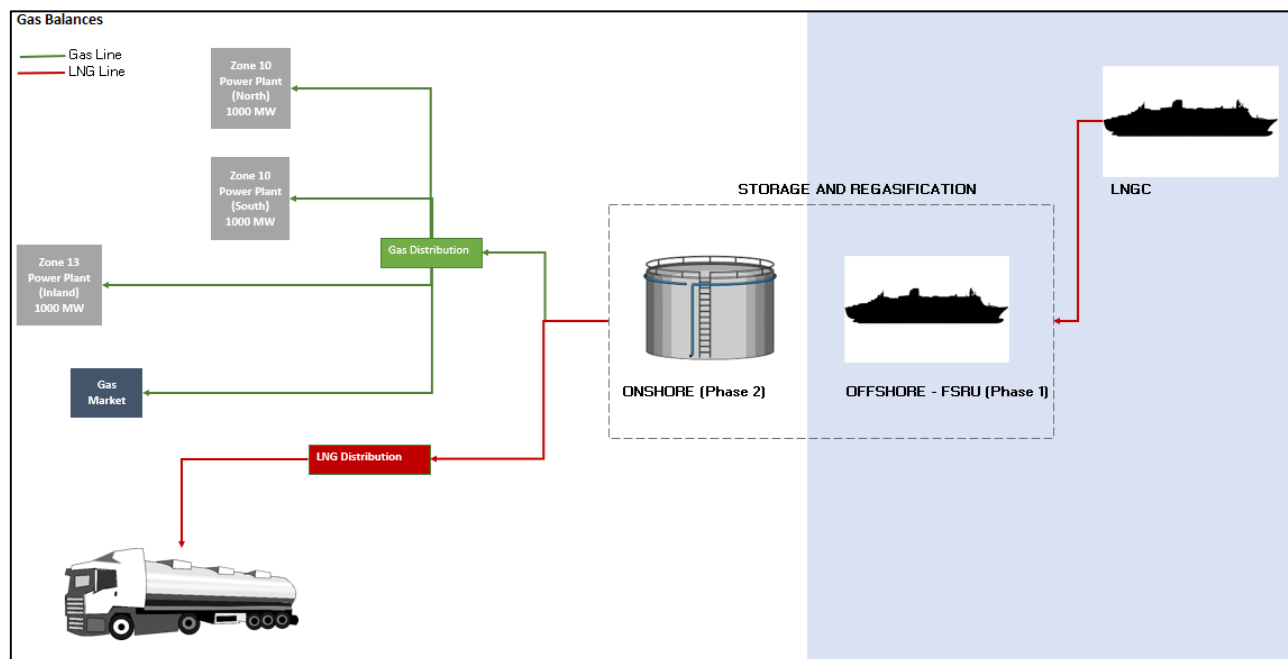 Gas Balances
Gas Line
LNG Line
Zone 10
Power Plant
(North)
1000 MW
Zone 10
Power Plant
(South)
1000 MW
Zone 13
Power Plant
(Inland)
1000 MW
Gas Distribution
Gas
Market
LNG Distribution
STORAGE AND REGASIFICATION
ONSHORE (Phase 2)
OFFSHORE - FSRU (Phase 1)
LNGC